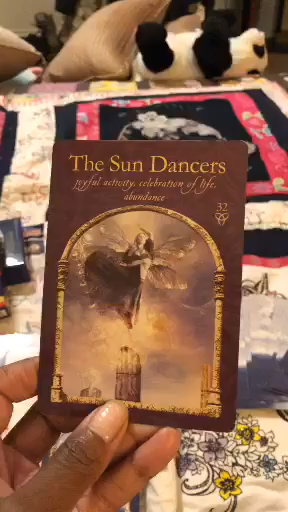 The Sun Dancers
joyful activity, celebration of life,
abundance
32